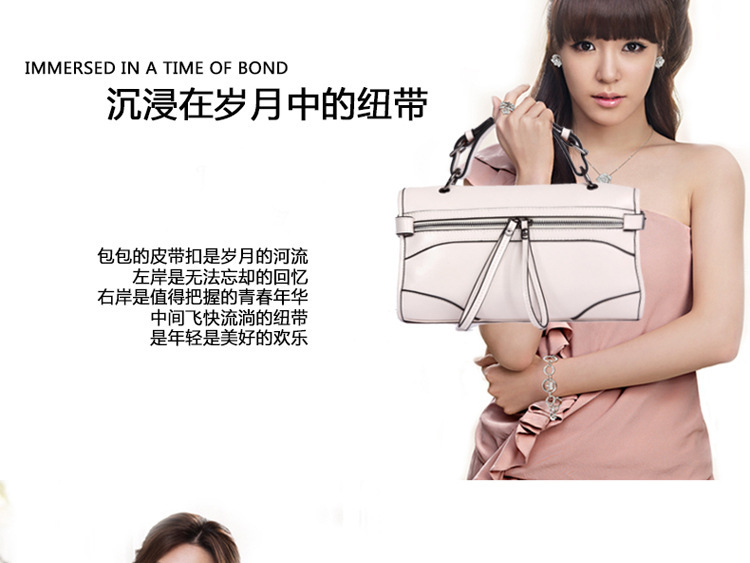 IMMERSED IN A TIME OF BOND
沉浸在岁月中的纽带
包包的皮带扣是岁月的河流
左岸是无法忘却的回忆
右岸是值得把握的青春年华
中间飞快流淌的纽带
是年轻是美好的欢乐